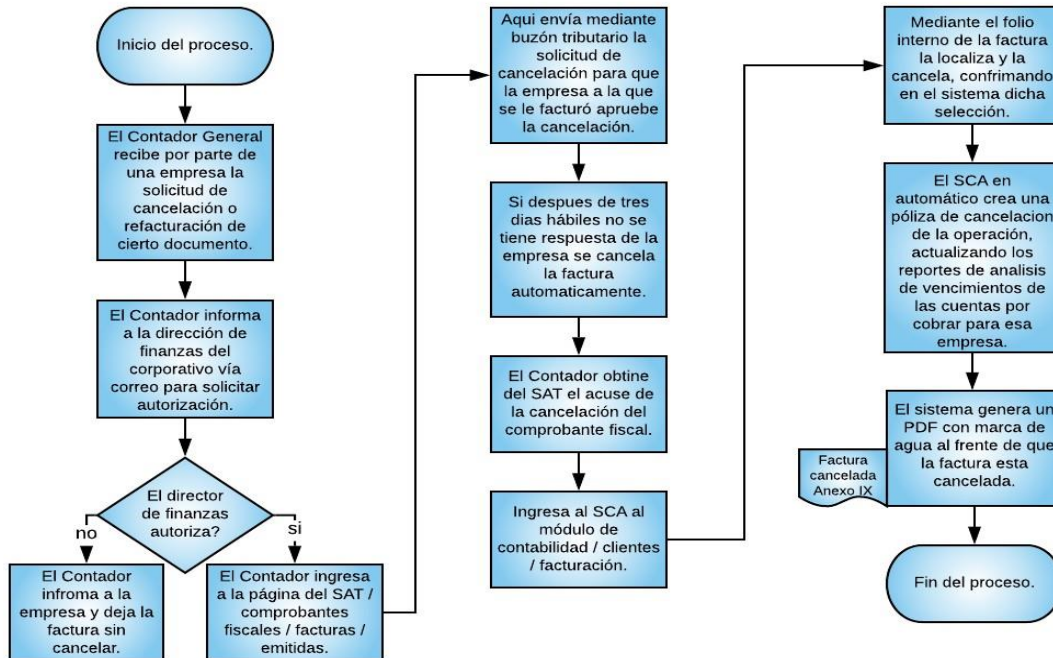 Inicio del proceso.
El Contador General
recibe por parte de
una empresa la
solicitud de
cancelación o
refacturación de
cierto documento.
El Contador informa
a la dirección de
finanzas del
corporativo vía
correo para solicitar
autorización.
El director
de finanzas
autoriza?
no
si
El Contador
infroma a la
empresa y deja la
factura sin
cancelar.
El Contador ingresa
a la página del SAT /
comprobantes
fiscales / facturas /
emitidas.
Aqui envía mediante
buzón tributario la
solicitud de
cancelación para que
la empresa a la que
se le facturó apruebe
la cancelación.
Si despues de tres
dias hábiles no se
tiene respuesta de la
empresa se cancela
la factura
automaticamente.
El Contador obtine
del SAT el acuse de
la cancelación del
comprobante fiscal.
Ingresa al SCA al
módulo de
contabilidad / clientes
/ facturación.
Mediante el folio
interno de la factura
la localiza y la
cancela, confrimando
en el sistema dicha
selección.
El SCA en
automático crea una
póliza de cancelacion
de la operación,
actualizando los
reportes de analisis
de vencimientos de
las cuentas por
cobrar para esa
empresa.
El sistema genera un
PDF con marca de
agua al frente de que
la factura esta
cancelada.
Factura
cancelada
Anexo IX
Fin del proceso.